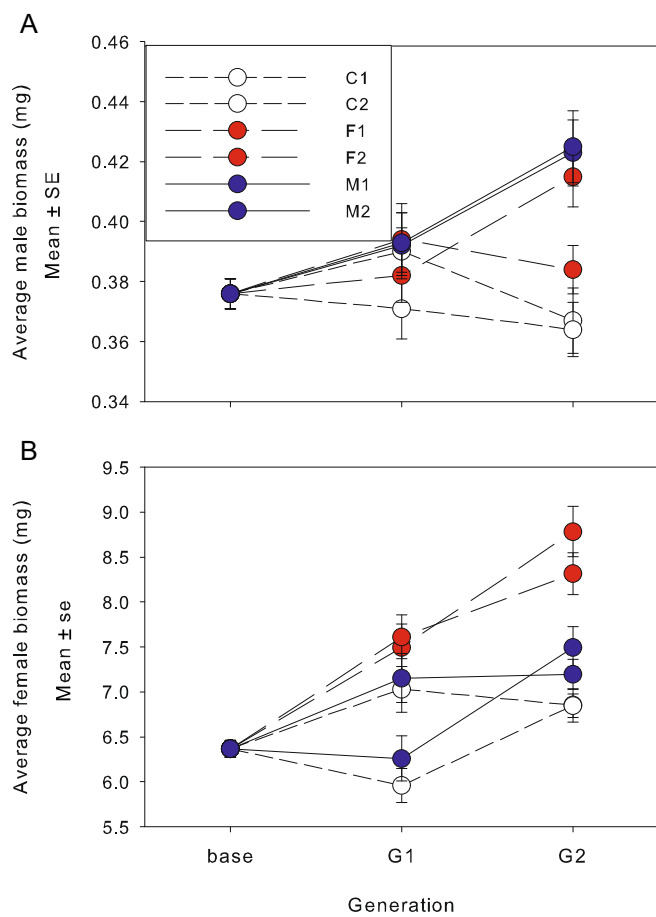 A
Average male biomass (mg)
Mean ± SE
0.46
0.44
0.42
0.40
0.38
0.36
0.34
C1
C2
F1
F2
M1
M2
B
Average female biomass (mg)
Mean ± se
9.5
9.0
8.5
8.0
7.5
7.0
6.5
6.0
5.5
base G1 G2
Generation